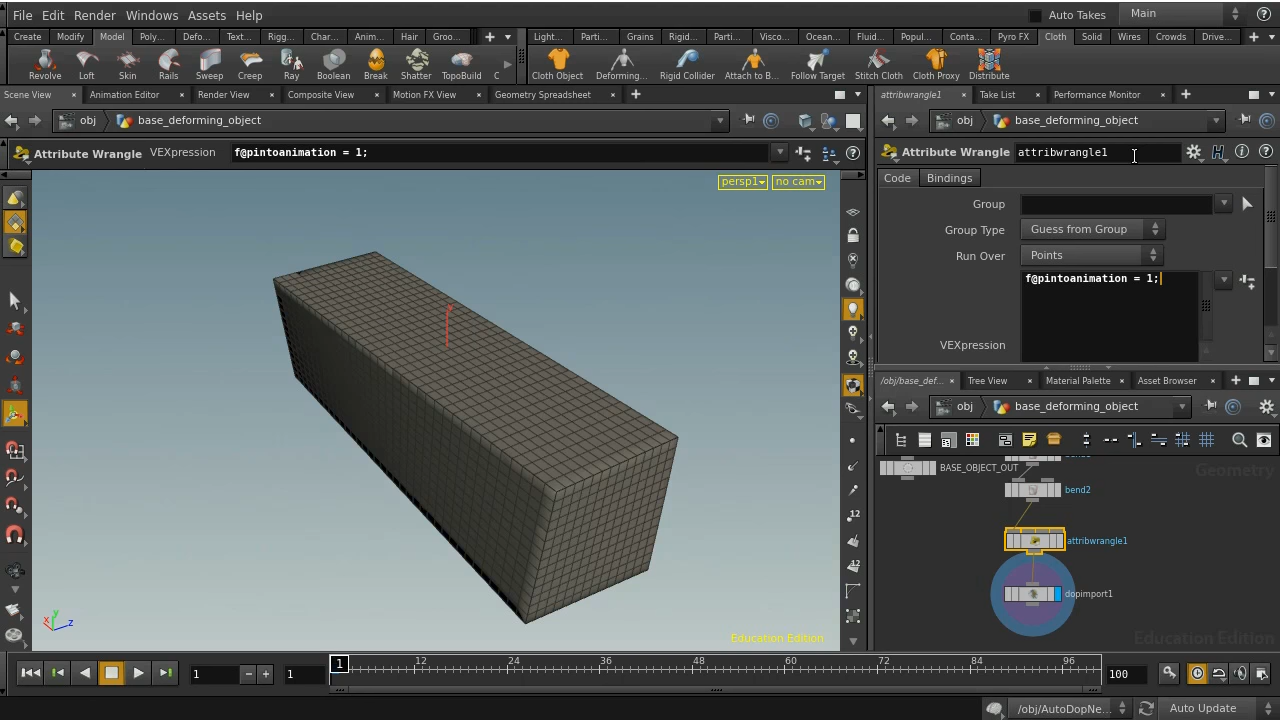 File Edit Render Windows Assets Help Auto Takes Main
Create Modify Model Poly... Defo... Text... Rigg... Char... Anim... Hair Groo... Light... Parti... Grains Rigid... Parti... Visco... Ocean... Fluid... Popul... Conta... Pyro FX Cloth Solid Wires Crowds Drive...
Revolve Loft Skin Rails Sweep Creep Ray Boolean Break Shatter TopoBuild C Cloth Object Deforming... Rigid Collider Attach to B... Follow Target Stitch Cloth Cloth Proxy Distribute
Scene View Animation Editor Render View Composite View Motion FX View Geometry Spreadsheet attribwrangle1 Take List Performance Monitor
obj base_deforming_object obj base_deforming_object
Attribute Wrangle VEXpression f@pintoanimation = 1; Attribute Wrangle attribwrangle1
Code Bindings
persp1 no cam
Group
Group Type Guess from Group
Run Over Points
f@pintoanimation = 1;
VEXpression
/obj/base_def... Tree View Material Palette Asset Browser
obj base_deforming_object
12
12
BASE_OBJECT_OUT Geometry
bend2
attribwrangle1
dopimport1
x y z
Education Edition Education Edition
1 1 1 12 24 36 48 60 72 84 96 100
/obj/AutoDopNe... Auto Update